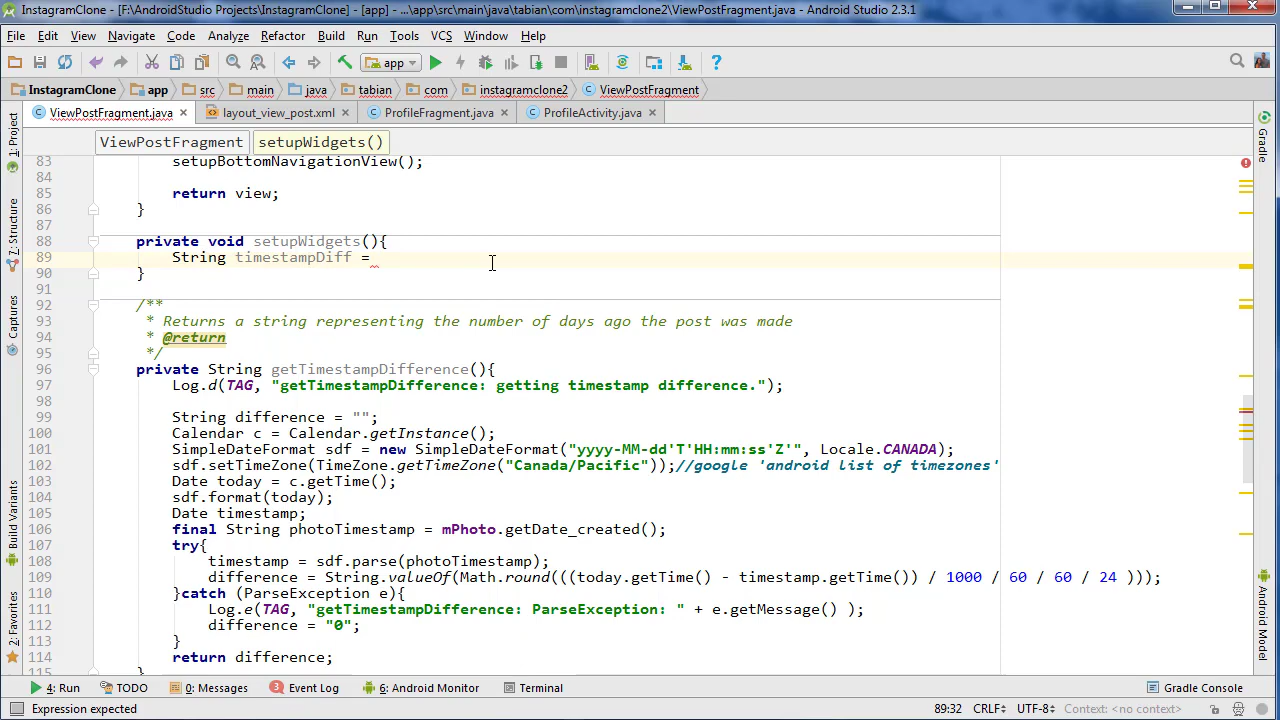 InstagramClone - [F:\AndroidStudio Projects\InstagramClone] - [app] - ...\app\src\main\java\tabian\com\instagramclone2\ViewPostFragment.java - Android Studio 2.3.1
File Edit View Navigate Code Analyze Refactor Build Run Tools VCS Window Help
app
InstagramClone app src main java tabian com instagramclone2 ViewPostFragment
ViewPostFragment.java layout_view_post.xml ProfileFragment.java ProfileActivity.java
ViewPostFragment setupWidgets()
1: Project
7: Structure
Captures
Build Variants
2: Favorites
83 setupBottomNavigationView();
84
85 return view;
86 }
87
88 private void setupWidgets(){
89 String timestampDiff =
90 }
91
92 /**
93 * Returns a string representing the number of days ago the post was made
94 * @return
95 */
96 private String getTimestampDifference(){
97 Log.d(TAG, "getTimestampDifference: getting timestamp difference.");
98
99 String difference = "";
100 Calendar c = Calendar.getInstance();
101 SimpleDateFormat sdf = new SimpleDateFormat("yyyy-MM-dd'T'HH:mm:ss'Z'", Locale.CANADA);
102 sdf.setTimeZone(TimeZone.getTimeZone("Canada/Pacific"));//google 'android list of timezones'
103 Date today = c.getTime();
104 sdf.format(today);
105 Date timestamp;
106 final String photoTimestamp = mPhoto.getDate_created();
107 try{
108 timestamp = sdf.parse(photoTimestamp);
109 difference = String.valueOf(Math.round(((today.getTime() - timestamp.getTime()) / 1000 / 60 / 60 / 24 )));
110 }catch (ParseException e){
111 Log.e(TAG, "getTimestampDifference: ParseException: " + e.getMessage() );
112 difference = "0";
113 }
114 return difference;
115 }
Gradle
Android Model
4: Run TODO 0: Messages 3 Event Log 6: Android Monitor Terminal Gradle Console
Expression expected 89:32 CRLF÷ UTF-8÷ Context: <no context>